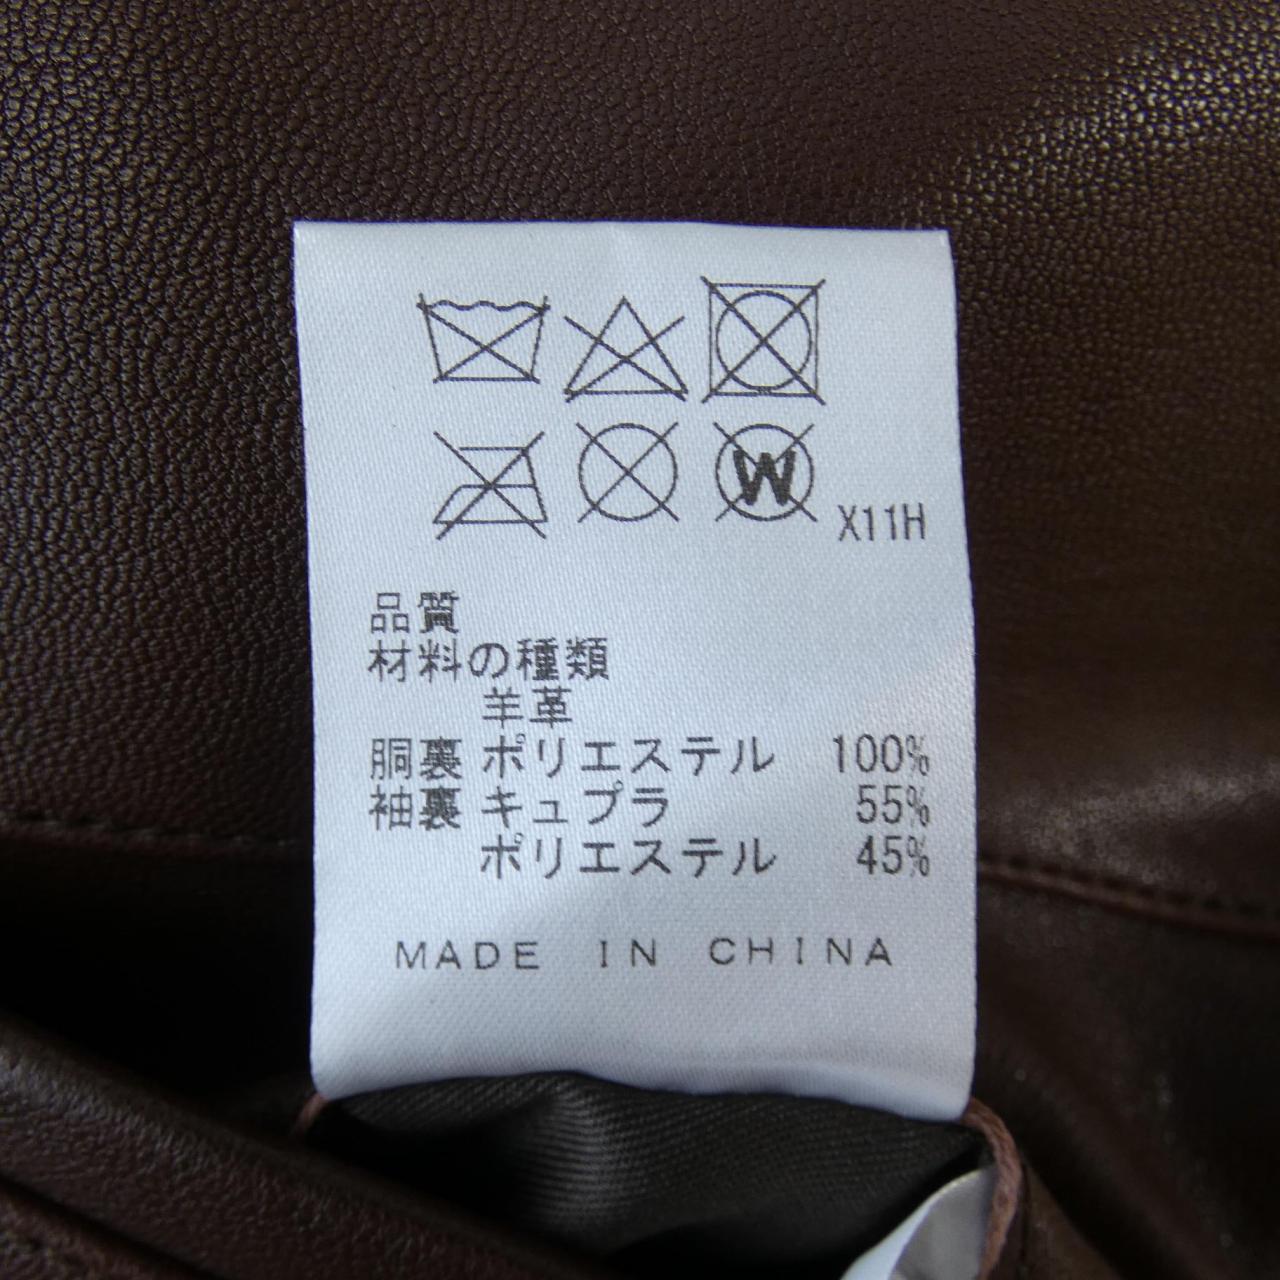 W
X11H
品質
材料の種類
羊革
胴裏 ポリエステル 100%
袖裏 キュプラ 55%
ポリエステル 45%
MADE IN CHINA